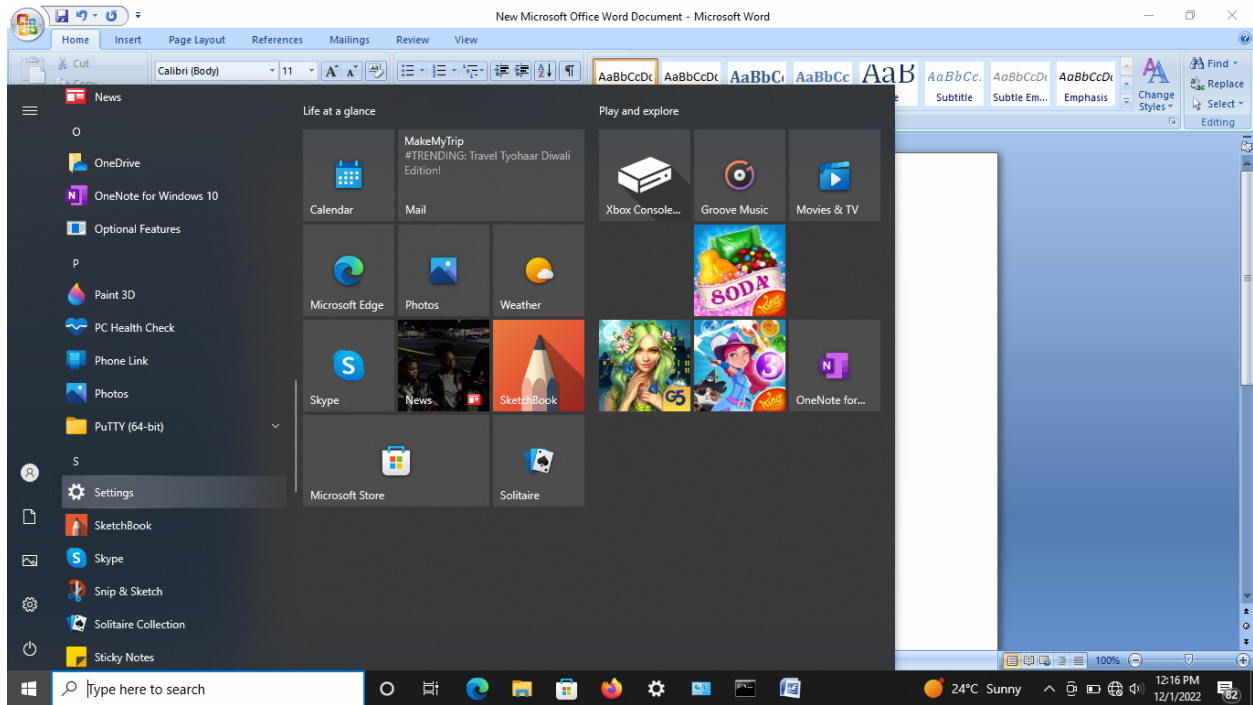 New Microsoft Office Word Document - Microsoft Word
Home Insert Page Layout References Mailings Review View
Cut
Copy
Calibri (Body) 11
AaBbCcDc AaBbCcDc AaBbC AaBbCc AaB AaBbCc. AaBbCcDc AaBbCcDc
Subtitle Subtle Em... Emphasis
Change
Styles
Find
Replace
Select
Editing
News
O
OneDrive
OneNote for Windows 10
Optional Features
P
Paint 3D
PC Health Check
Phone Link
Photos
PuTTY (64-bit)
S
Settings
SketchBook
Skype
Snip & Sketch
Solitaire Collection
Sticky Notes
Life at a glance
Calendar
MakeMyTrip
#TRENDING: Travel Tyohaar Diwali
Edition!
Mail
Microsoft Edge
Photos
Weather
Skype
News
SketchBook
Microsoft Store
Solitaire
Play and explore
Xbox Console...
Groove Music
Movies & TV
SODA
King
G5
3
King
OneNote for...
100%
Type here to search
24°C Sunny
12:16 PM
12/1/2022
82